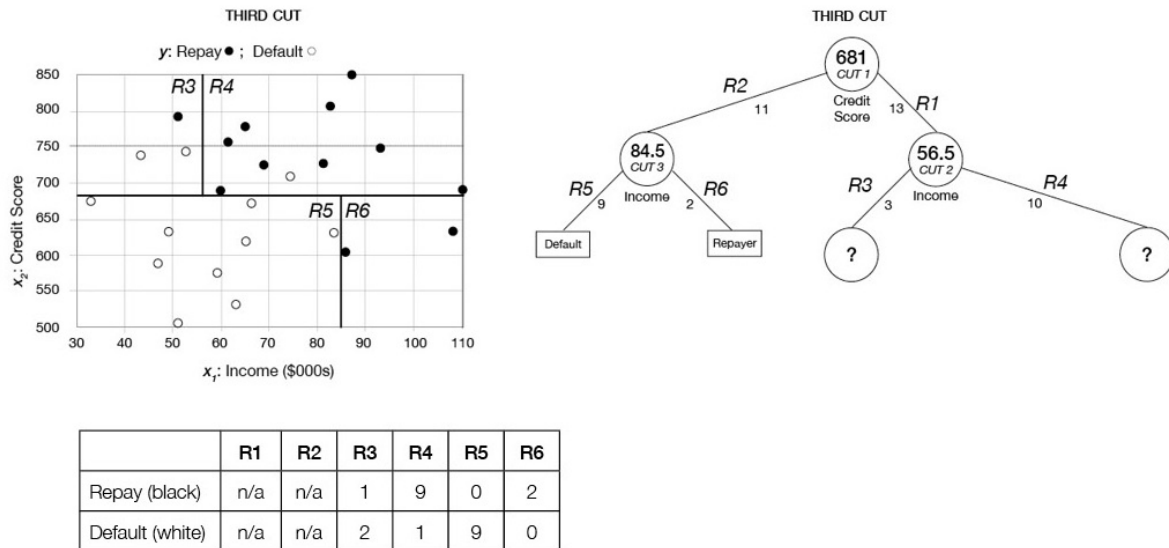 THIRD CUT
y: Repay ● ; Default ○
850
800
750
700
650
600
550
500
R3
R4
R5
R6
x₂: Credit Score
30 40 50 60 70 80 90 100 110
x₁: Income ($000s)
THIRD CUT
681
CUT 1
Credit
Score
R2
11
R1
13
84.5
CUT 3
Income
56.5
CUT 2
Income
R5
9
R6
2
R3
3
R4
10
Default
Repayer
?
?
R1 R2 R3 R4 R5 R6
Repay (black) n/a n/a 1 9 0 2
Default (white) n/a n/a 2 1 9 0